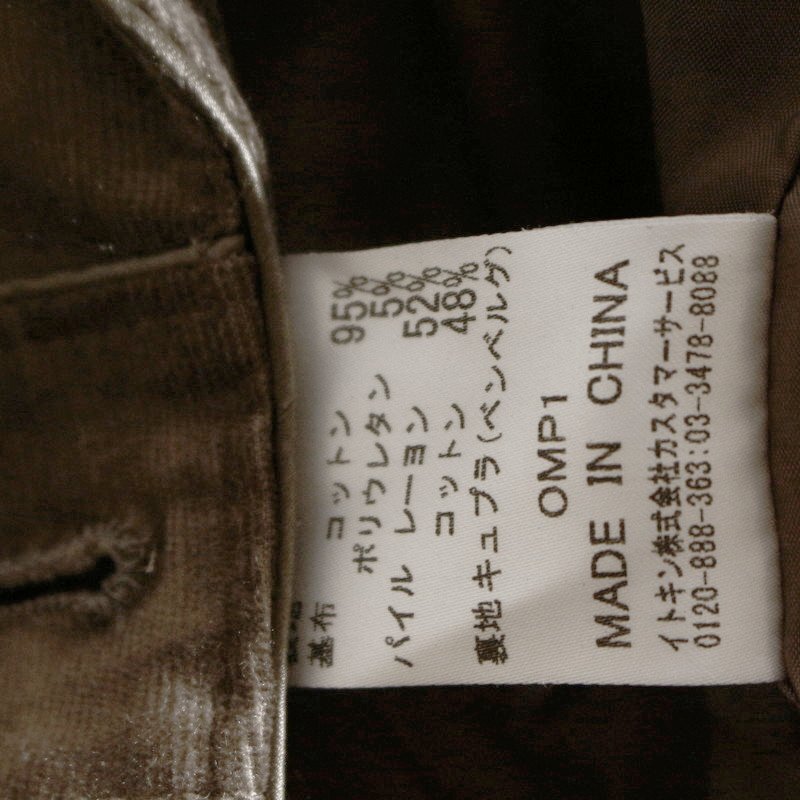 基布 コットン 95%
ポリウレタン 5%
パイル レーヨン 52%
コットン 48%
裏地キュプラ(ベンベルグ)
OMP1
MADE IN CHINA
イトキン株式会社カスタマーサービス
0120-888-363:03-3478-8088